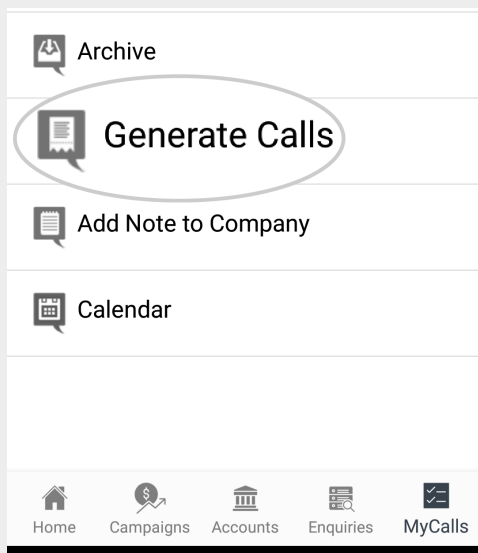 Archive
Generate Calls
Add Note to Company
Calendar
Home Campaigns Accounts Enquiries MyCalls